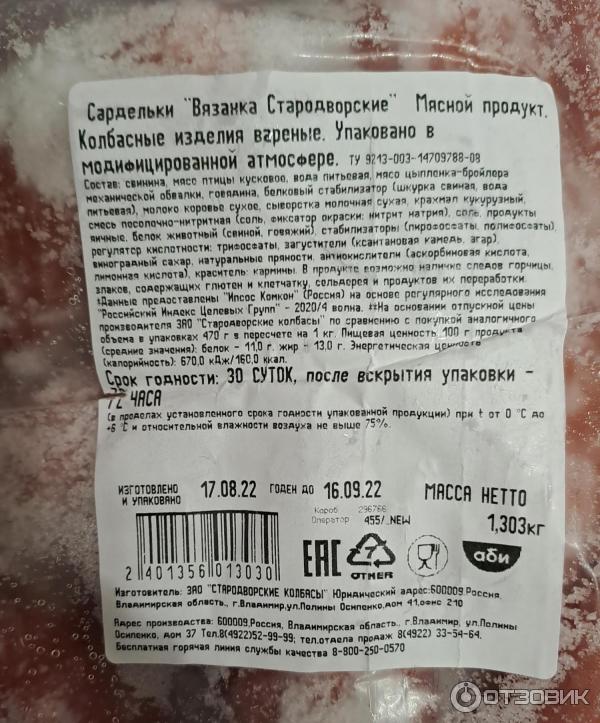 Сардельки "Вязанка Стародворские" Мясной продукт.
Колбасные изделия вареные. Упаковано в
модифицированной атмосфере. ТУ 9213-003-14709788-08
Состав: свинина, мясо птицы кусковое, вода питьевая, мясо цыпленка-бройлера
механической обвалки, говядина, белковый стабилизатор (шкурка свиная, вода
питьевая), молоко коровье сухое, сыворотка молочная сухая, крахмал кукурузный,
смесь посолочно-нитритная (соль, фиксатор окраски: нитрит натрия), соль, продукты
яичные, белок животный (свиной, говяжий), стабилизаторы (пирофосфаты, полифосфаты),
регулятор кислотности: трифосфаты, загустители (ксантановая камедь, агар),
виноградный сахар, натуральные пряности, антиокислители (аскорбиновая кислота,
лимонная кислота), краситель: кармины. В продукте возможно наличие следов горчицы,
злаков, содержащих глютен и клетчатку, сельдерея и продуктов их переработки.
*Данные предоставлены "Ипсос Комкон" (Россия) на основе регулярного исследования
"Российский Индекс Целевых Групп" - 2020/4 волна. **На основании отпускной цены
производителя ЗАО "Стародворские колбасы" по сравнению с покупкой аналогичного
объема в упаковках 470 г в пересчете на 1 кг. Пищевая ценность 100 г продукта
(средние значения): белок - 11,0 г. жир - 13,0 г. Энергетическая ценность
(калорийность): 670,0 кДж/160,0 ккал.
Срок годности: 30 СУТОК, после вскрытия упаковки -
72 ЧАСА
(в пределах установленного срока годности упакованной продукции) при t от 0 °C до
+6 °C и относительной влажности воздуха не выше 75%.
ИЗГОТОВЛЕНО И УПАКОВАНО 17.08.22 ГОДЕН ДО 16.09.22 МАССА НЕТТО
Короб 296766
Оператор 455/_NEW
1,303кг
2 401356 013030
EAC
7
OTHER
аби
Изготовитель: ЗАО "СТАРОДВОРСКИЕ КОЛБАСЫ" Юридический адрес:600009.Россия,
Владимирская область, г.Владимир,ул.Полины Осипенко,дом 41,офис 210
Адрес производства: 600009,Россия, Владимирская область, г.Владимир, ул.Полины
Осипенко, дом 37 Тел.8(4922)52-99-99; тел.отдела продаж 8(4922) 33-54-64.
Бесплатная горячая линия службы качества 8-800-250-0570
ОТЗОВИК